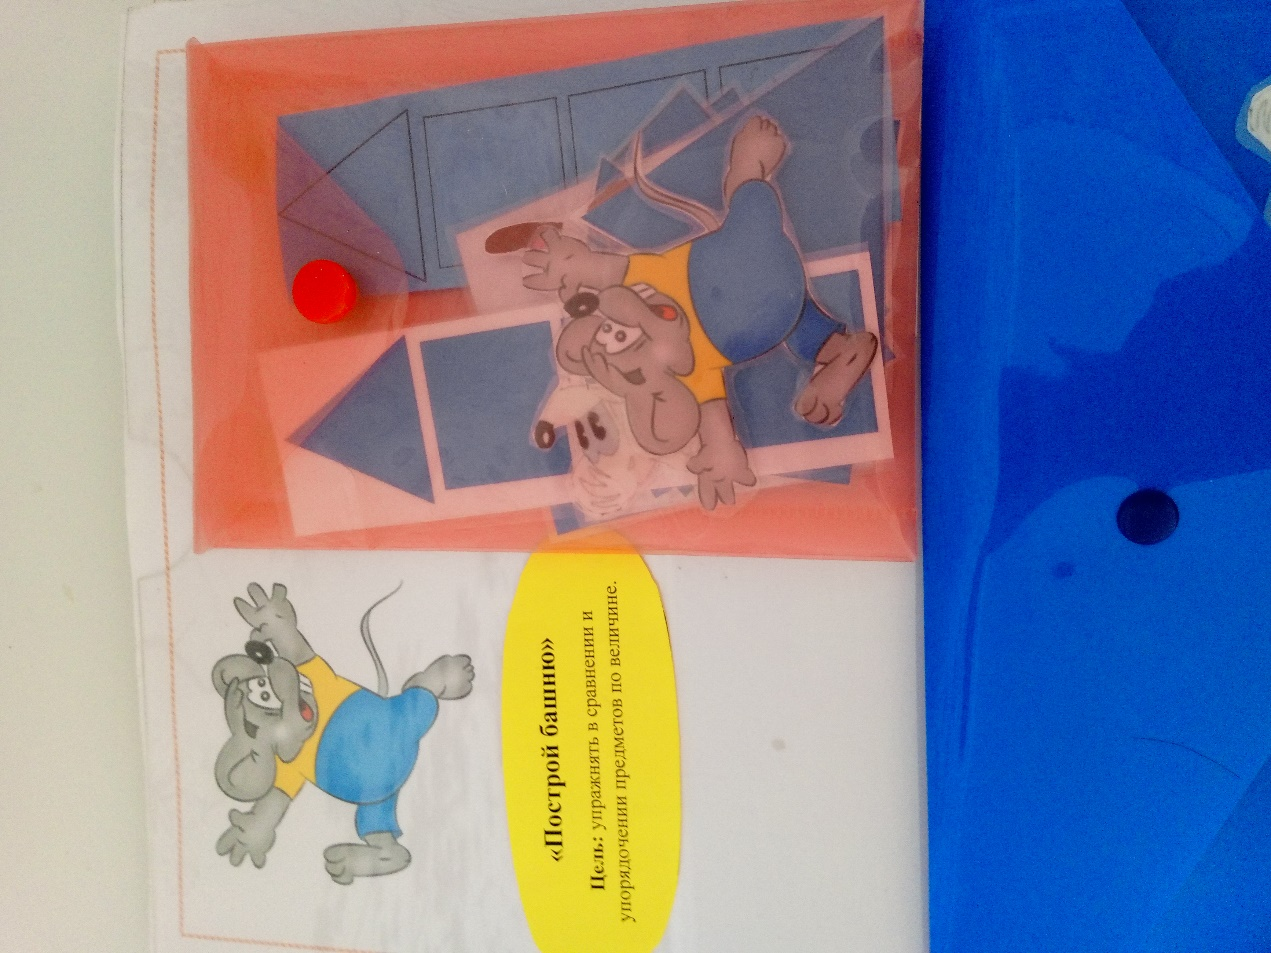 «Построй башню»
Цель: упражнять в сравнении и
упорядочении предметов по величине.